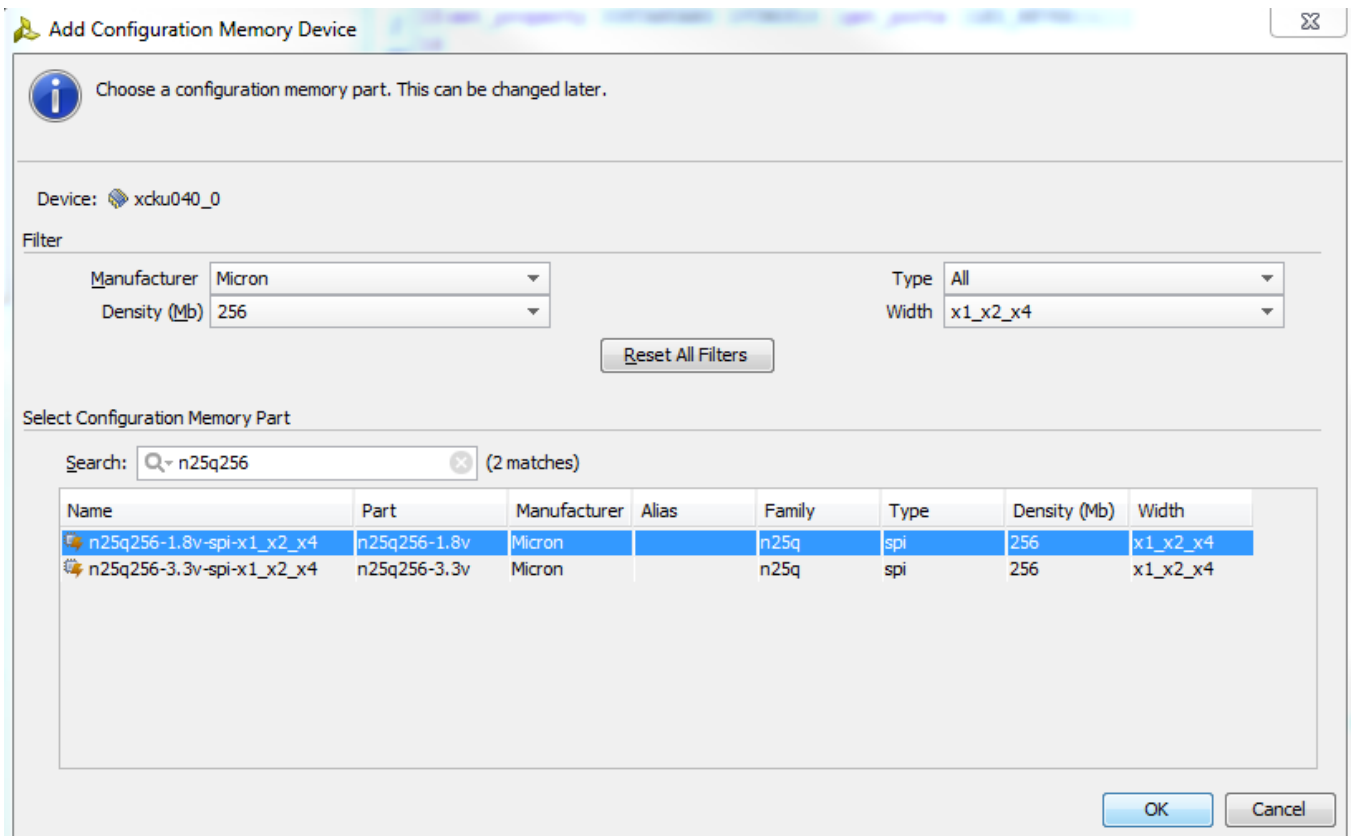 Add Configuration Memory Device
Choose a configuration memory part. This can be changed later.
Device: xcku040_0
Filter
Manufacturer Micron Type All
Density (Mb) 256 Width x1_x2_x4
Reset All Filters
Select Configuration Memory Part
Search: n25q256 (2 matches)
Name Part Manufacturer Alias Family Type Density (Mb) Width
n25q256-1.8v-spi-x1_x2_x4 n25q256-1.8v Micron n25q spi 256 x1_x2_x4
n25q256-3.3v-spi-x1_x2_x4 n25q256-3.3v Micron n25q spi 256 x1_x2_x4
OK Cancel